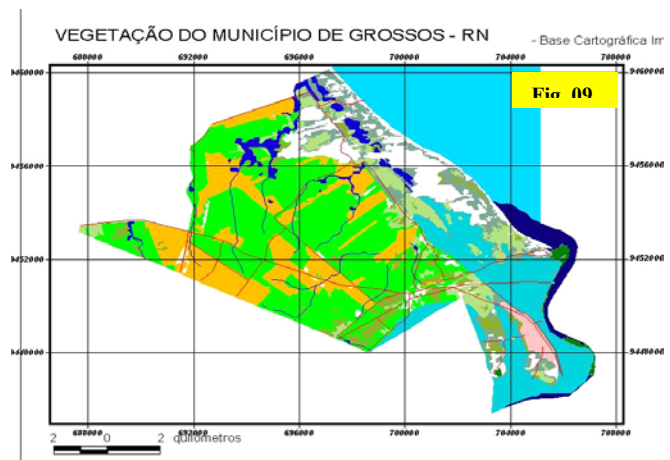 VEGETAÇÃO DO MUNICÍPIO DE GROSSOS - RN
- Base Cartográfica Im
688000 692000 696000 700000 704000 708000
9460000 9460000
Fig. 09
9456000 9456000
9452000 9452000
9448000 9448000
688000 692000 696000 700000 704000 708000
2 0 2 quilometros